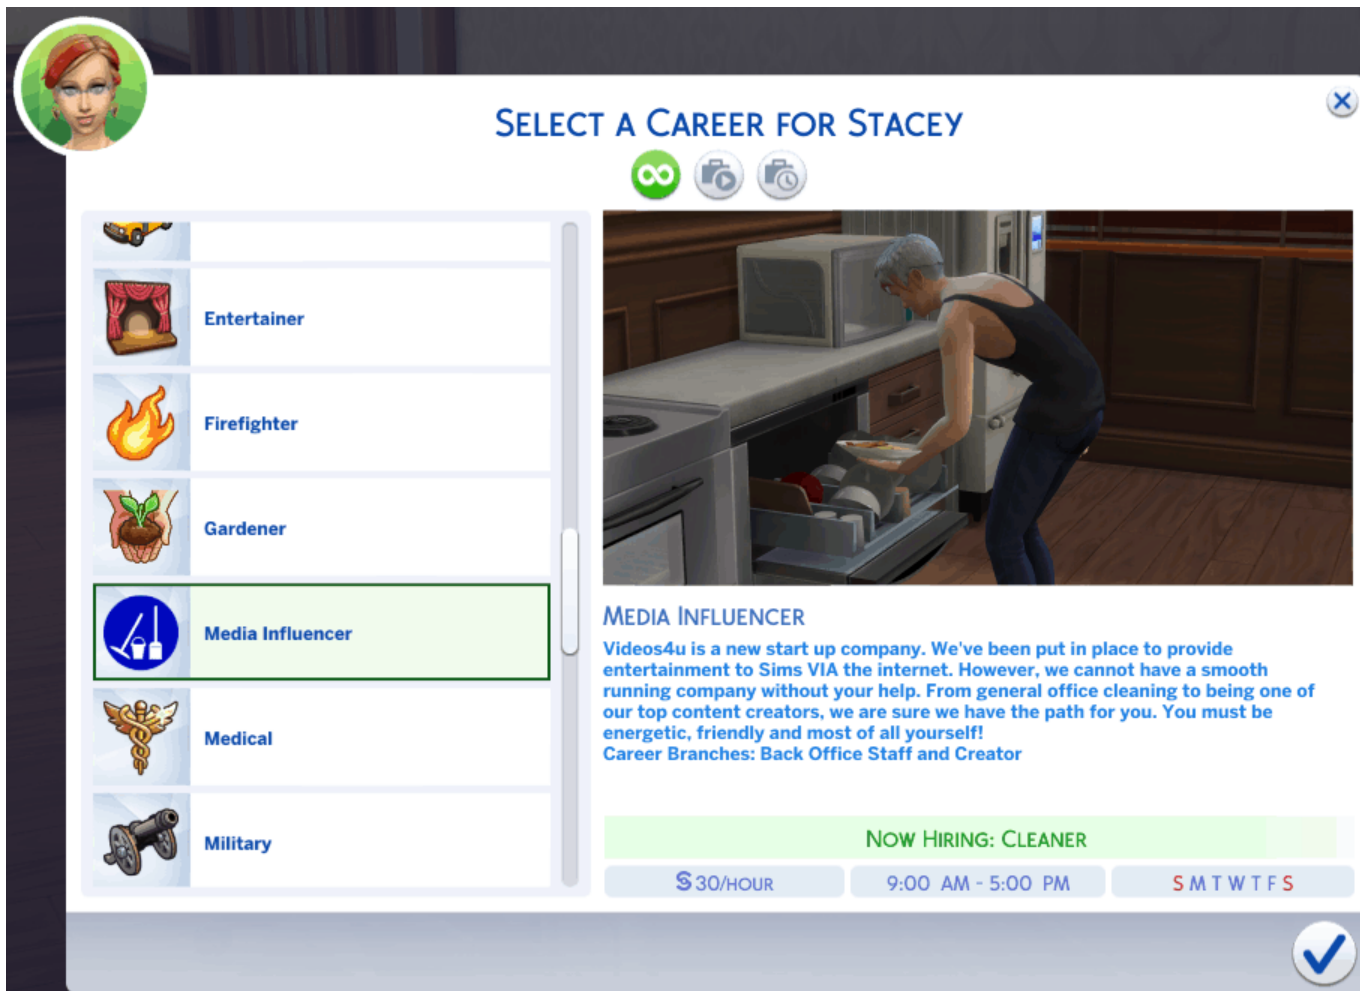 SELECT A CAREER FOR STACEY
Entertainer
Firefighter
Gardener
Media Influencer
Medical
Military
MEDIA INFLUENCER
Videos4u is a new start up company. We've been put in place to provide
entertainment to Sims VIA the internet. However, we cannot have a smooth
running company without your help. From general office cleaning to being one of
our top content creators, we are sure we have the path for you. You must be
energetic, friendly and most of all yourself!
Career Branches: Back Office Staff and Creator
NOW HIRING: CLEANER
§30/HOUR
9:00 AM - 5:00 PM
S M T W T F S